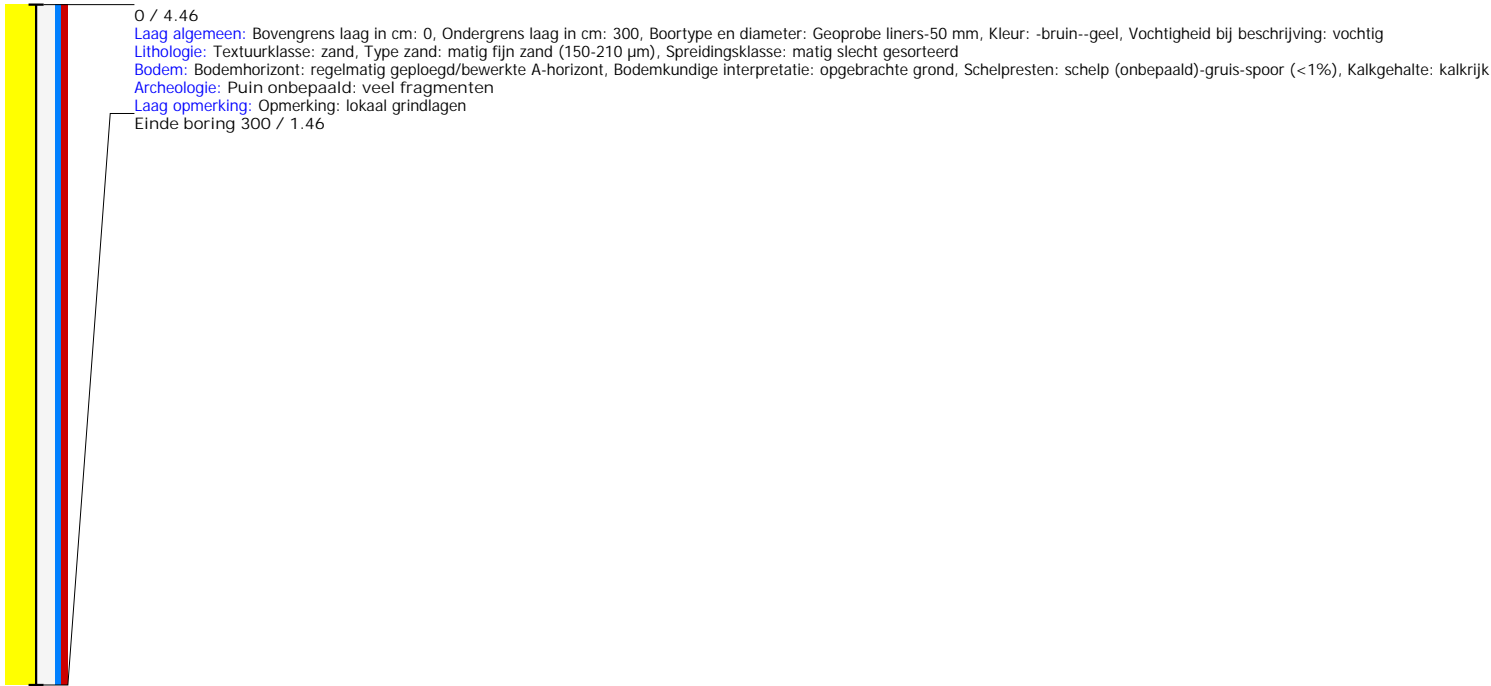 0 / 4.46
Laag algemeen: Bovengrens laag in cm: 0, Ondergrens laag in cm: 300, Boortype en diameter: Geoprobe liners-50 mm, Kleur: -bruin--geel, Vochtigheid bij beschrijving: vochtig
Lithologie: Textuurklasse: zand, Type zand: matig fijn zand (150-210 µm), Spreidingsklasse: matig slecht gesorteerd
Bodem: Bodemhorizont: regelmatig geploegd/bewerkte A-horizont, Bodemkundige interpretatie: opgebrachte grond, Schelpresten: schelp (onbepaald)-gruis-spoor (<1%), Kalkgehalte: kalkrijk
Archeologie: Puin onbepaald: veel fragmenten
Laag opmerking: Opmerking: lokaal grindlagen
Einde boring 300 / 1.46